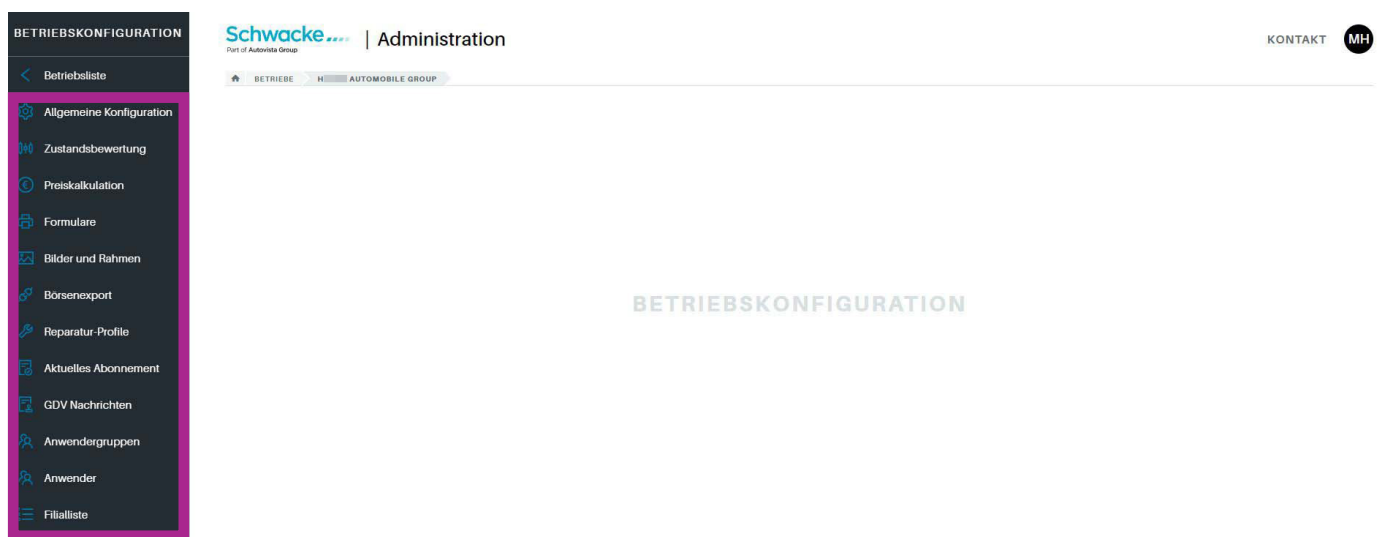 BETRIEBSKONFIGURATION
Betriebsliste
Allgemeine Konfiguration
Zustandsbewertung
Preiskalkulation
Formulare
Bilder und Rahmen
Börsenexport
Reparatur-Profile
Aktuelles Abonnement
GDV Nachrichten
Anwendergruppen
Anwender
Filialliste
Schwacke | Administration
Part of Autovista Group
KONTAKT MH
BETRIEBE H AUTOMOBILE GROUP
BETRIEBSKONFIGURATION